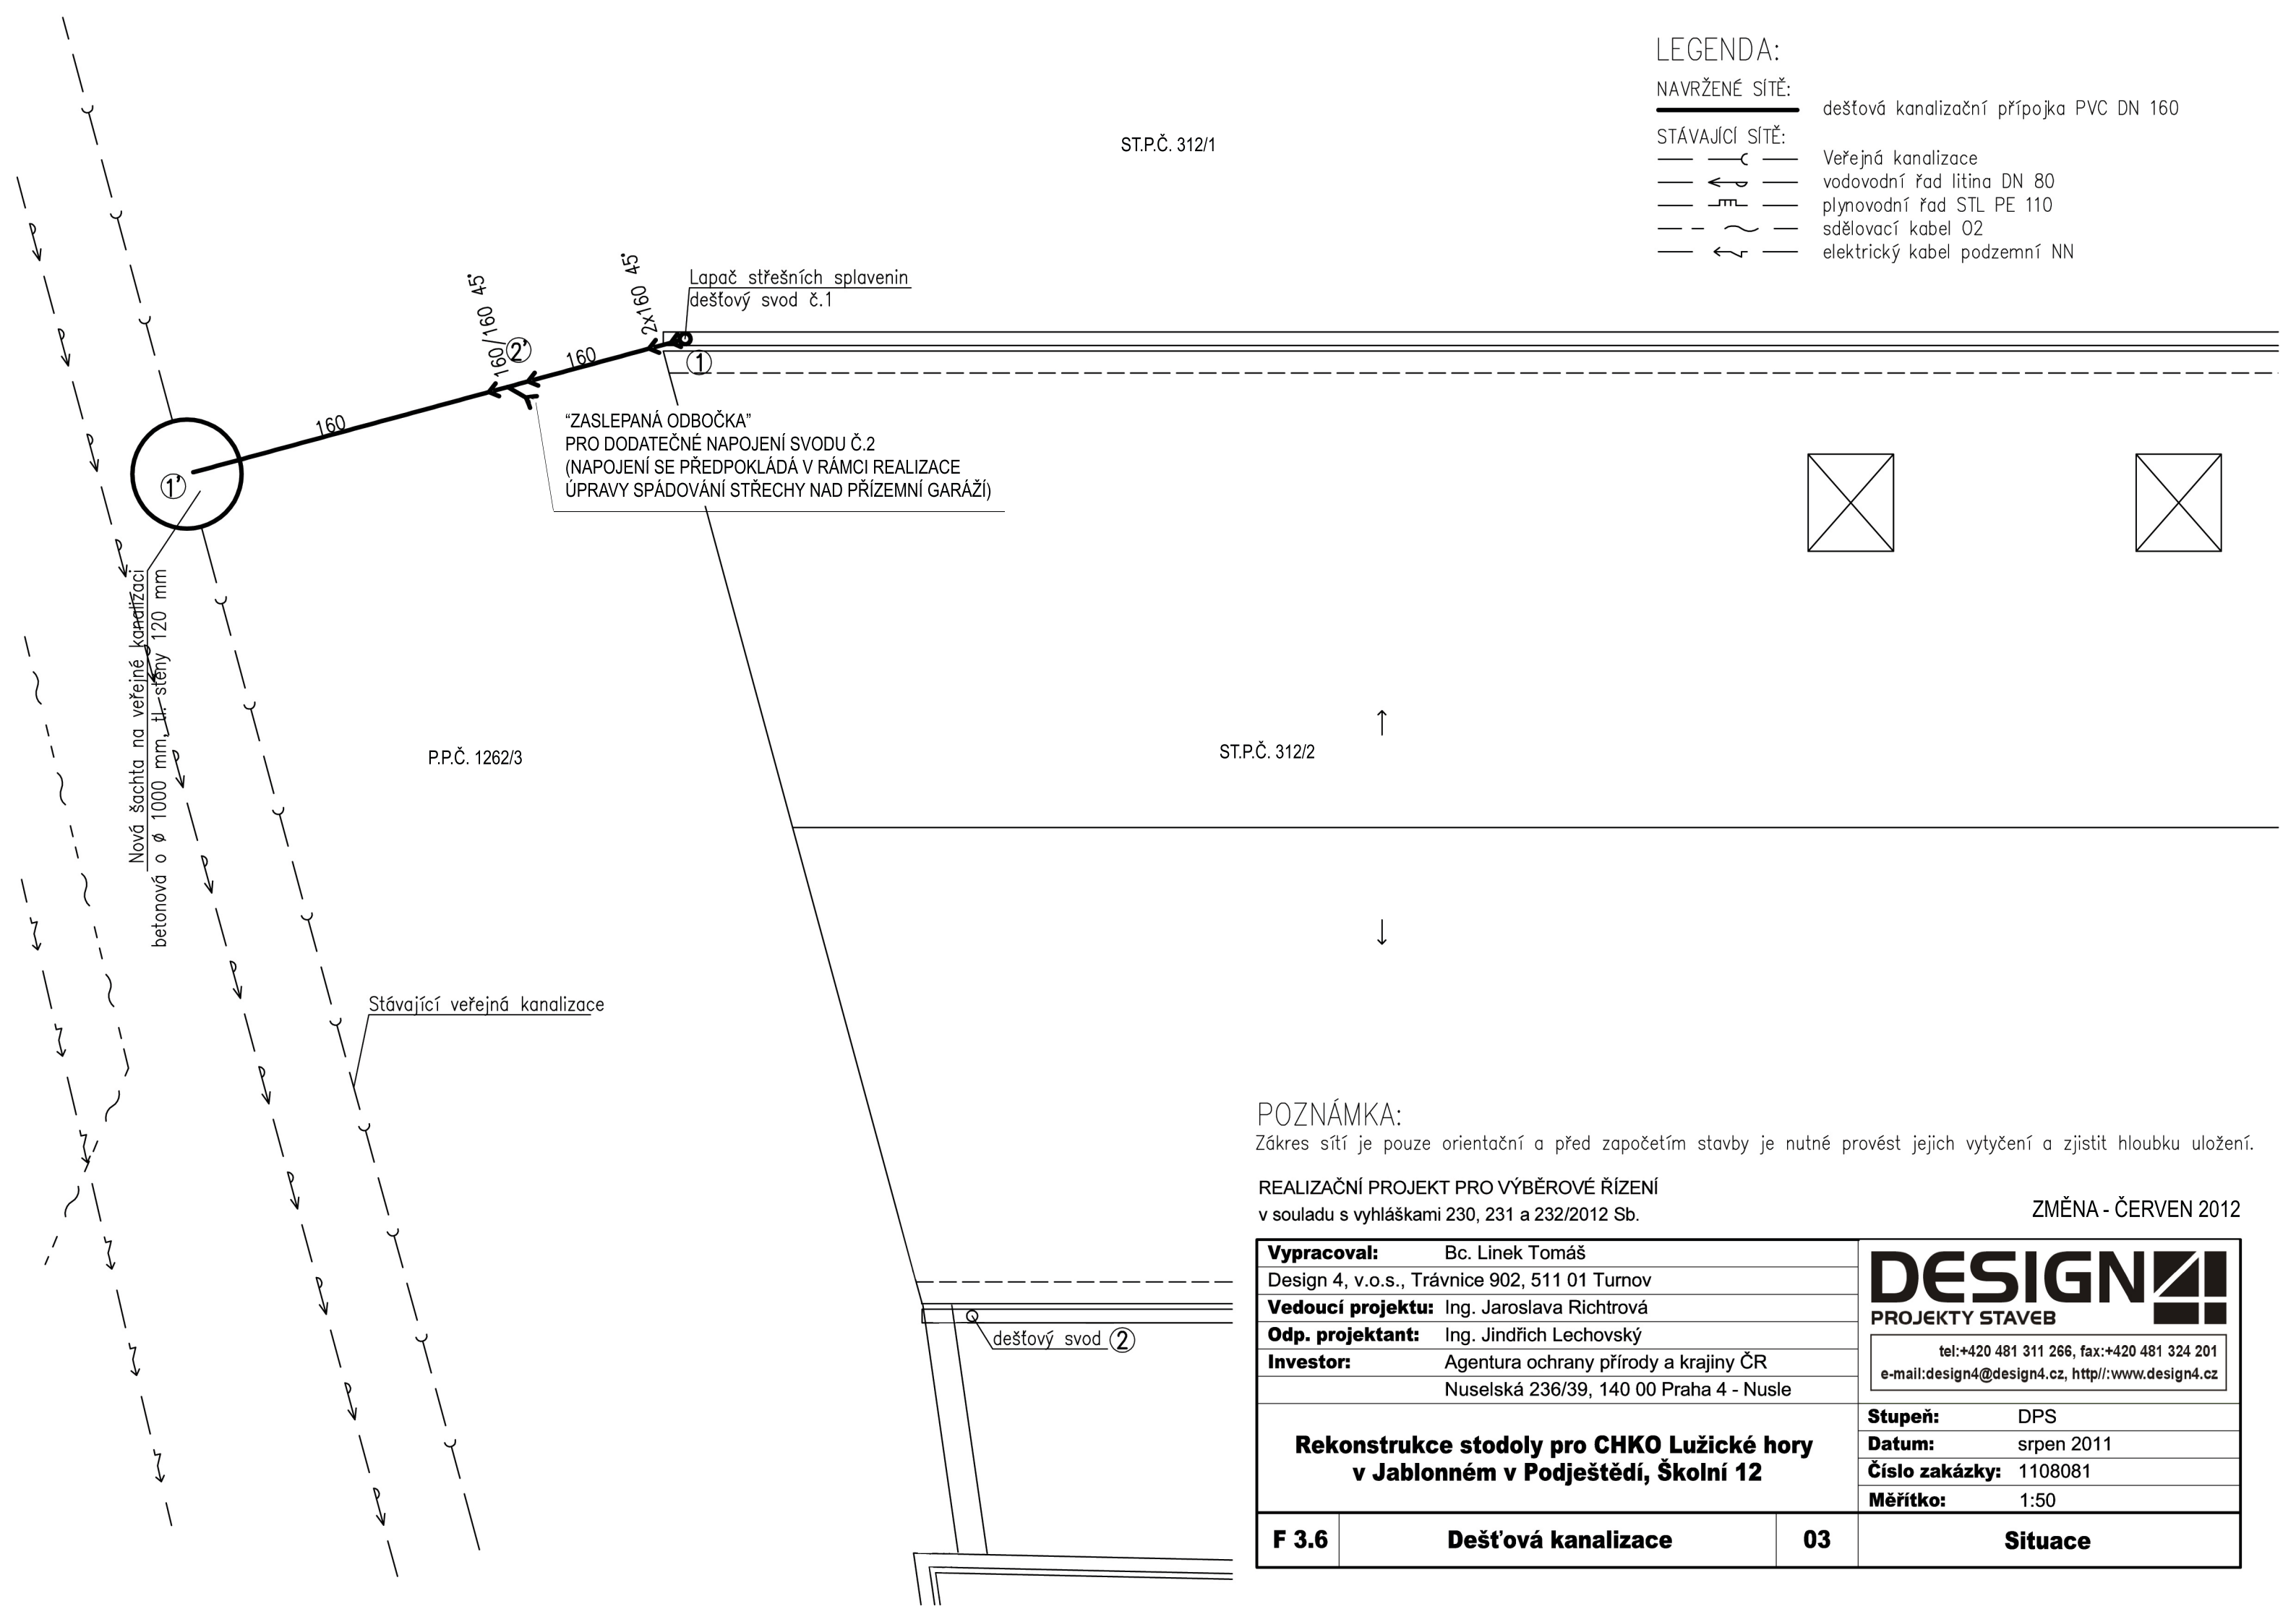 LEGENDA:
NAVRŽENÉ SÍTĚ:
dešťová kanalizační přípojka PVC DN 160
STÁVAJÍCÍ SÍTĚ:
Veřejná kanalizace
vodovodní řad litina DN 80
plynovodní řad STL PE 110
sdělovací kabel O2
elektrický kabel podzemní NN
ST.P.Č. 312/1
Lapač střešních splavenin
dešťový svod č.1
2x160 45°
160/160 45°
2'
160
1
160
1'
"ZASLEPANÁ ODBOČKA"
PRO DODATEČNÉ NAPOJENÍ SVODU Č.2
(NAPOJENÍ SE PŘEDPOKLÁDÁ V RÁMCI REALIZACE
ÚPRAVY SPÁDOVÁNÍ STŘECHY NAD PŘÍZEMNÍ GARÁŽÍ)
Nová šachta na veřejné kanalizaci
betonová o ø 1000 mm, tl. stěny 120 mm
P.P.Č. 1262/3
ST.P.Č. 312/2
Stávající veřejná kanalizace
dešťový svod 2
POZNÁMKA:
Zákres sítí je pouze orientační a před započetím stavby je nutné provést jejich vytyčení a zjistit hloubku uložení.
REALIZAČNÍ PROJEKT PRO VÝBĚROVÉ ŘÍZENÍ
v souladu s vyhláškami 230, 231 a 232/2012 Sb.
ZMĚNA - ČERVEN 2012
Vypracoval: Bc. Linek Tomáš
Design 4, v.o.s., Trávnice 902, 511 01 Turnov
Vedoucí projektu: Ing. Jaroslava Richtrová
Odp. projektant: Ing. Jindřich Lechovský
Investor: Agentura ochrany přírody a krajiny ČR
Nuselská 236/39, 140 00 Praha 4 - Nusle
DESIGN 4
PROJEKTY STAVEB
tel:+420 481 311 266, fax:+420 481 324 201
e-mail:design4@design4.cz, http//:www.design4.cz
Rekonstrukce stodoly pro CHKO Lužické hory
v Jablonném v Podještědí, Školní 12
Stupeň: DPS
Datum: srpen 2011
Číslo zakázky: 1108081
Měřítko: 1:50
F 3.6 Dešťová kanalizace 03 Situace